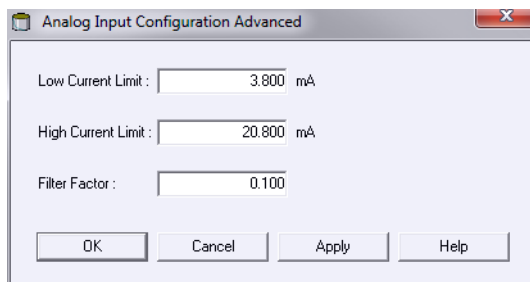 Analog Input Configuration Advanced
Low Current Limit : 3.800 mA
High Current Limit : 20.800 mA
Filter Factor : 0.100
OK Cancel Apply Help